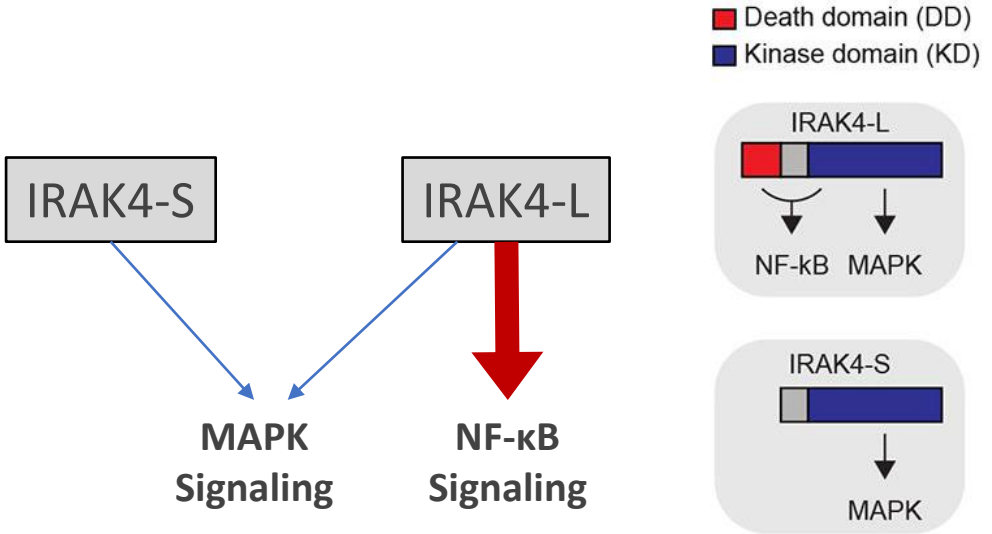 IRAK4-S
IRAK4-L
MAPK
Signaling
NF-κB
Signaling
Death domain (DD)
Kinase domain (KD)
IRAK4-L
NF-kB MAPK
IRAK4-S
MAPK